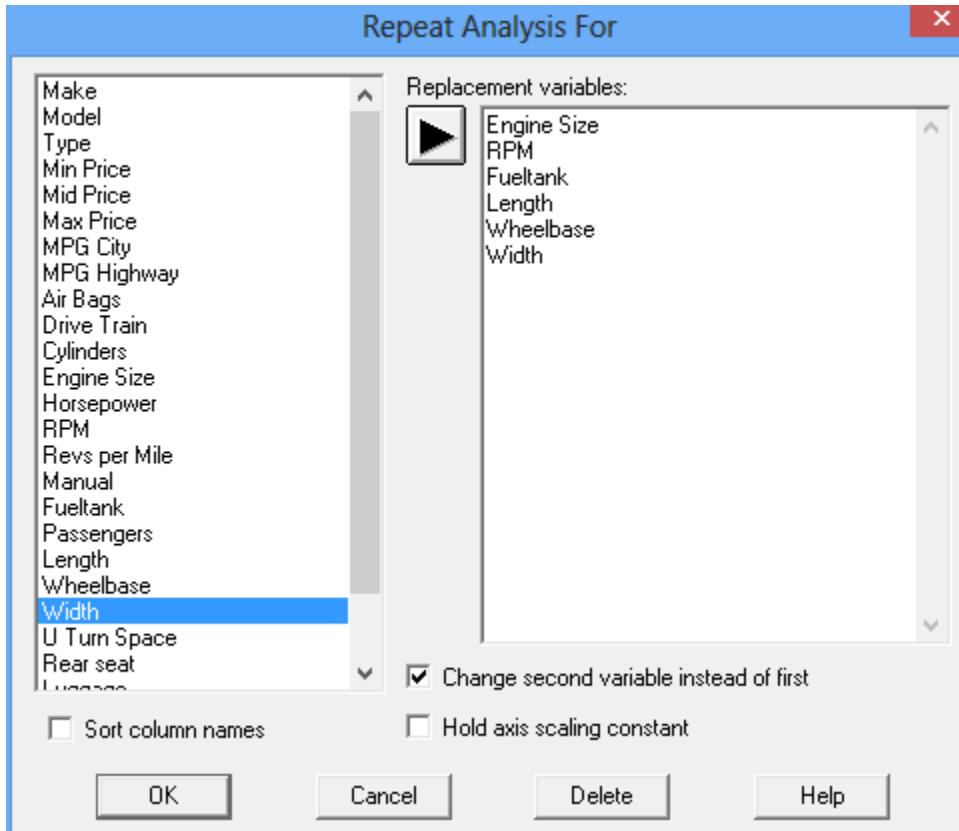 Repeat Analysis For
Make
Model
Type
Min Price
Mid Price
Max Price
MPG City
MPG Highway
Air Bags
Drive Train
Cylinders
Engine Size
Horsepower
RPM
Revs per Mile
Manual
Fueltank
Passengers
Length
Wheelbase
Width
U Turn Space
Rear seat
Luggage
Sort column names
Replacement variables:
Engine Size
RPM
Fueltank
Length
Wheelbase
Width
Change second variable instead of first
Hold axis scaling constant
OK
Cancel
Delete
Help